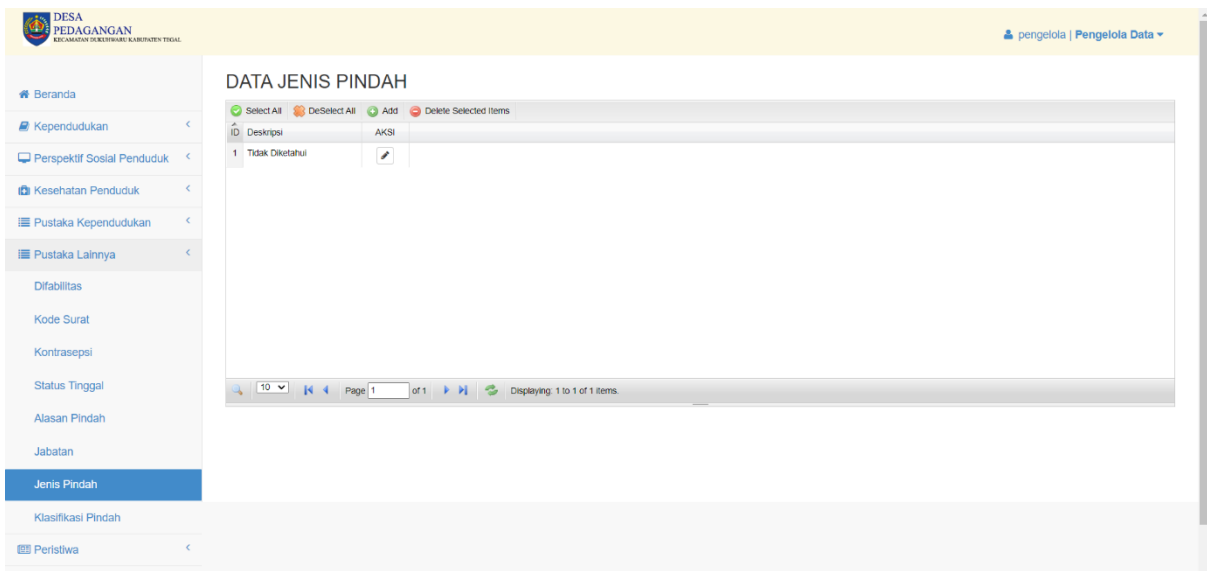 DESA
PEDAGANGAN
KECAMATAN DUKUHWARU KABUPATEN TEGAL
pengelola | Pengelola Data
Beranda
Kependudukan
Perspektif Sosial Penduduk
Kesehatan Penduduk
Pustaka Kependudukan
Pustaka Lainnya
Difabilitas
Kode Surat
Kontrasepsi
Status Tinggal
Alasan Pindah
Jabatan
Jenis Pindah
Klasifikasi Pindah
Peristiwa
DATA JENIS PINDAH
Select All DeSelect All Add Delete Selected Items
ID Deskripsi AKSI
1 Tidak Diketahui
10 Page 1 of 1 Displaying: 1 to 1 of 1 items.